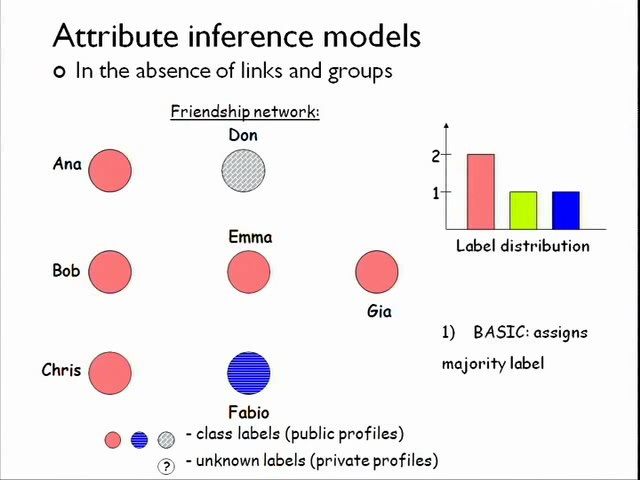 Attribute inference models
In the absence of links and groups
Friendship network:
Don
Ana
2
1
Label distribution
Emma
Bob
Gia
1) BASIC: assigns
majority label
Chris
Fabio
- class labels (public profiles)
? - unknown labels (private profiles)